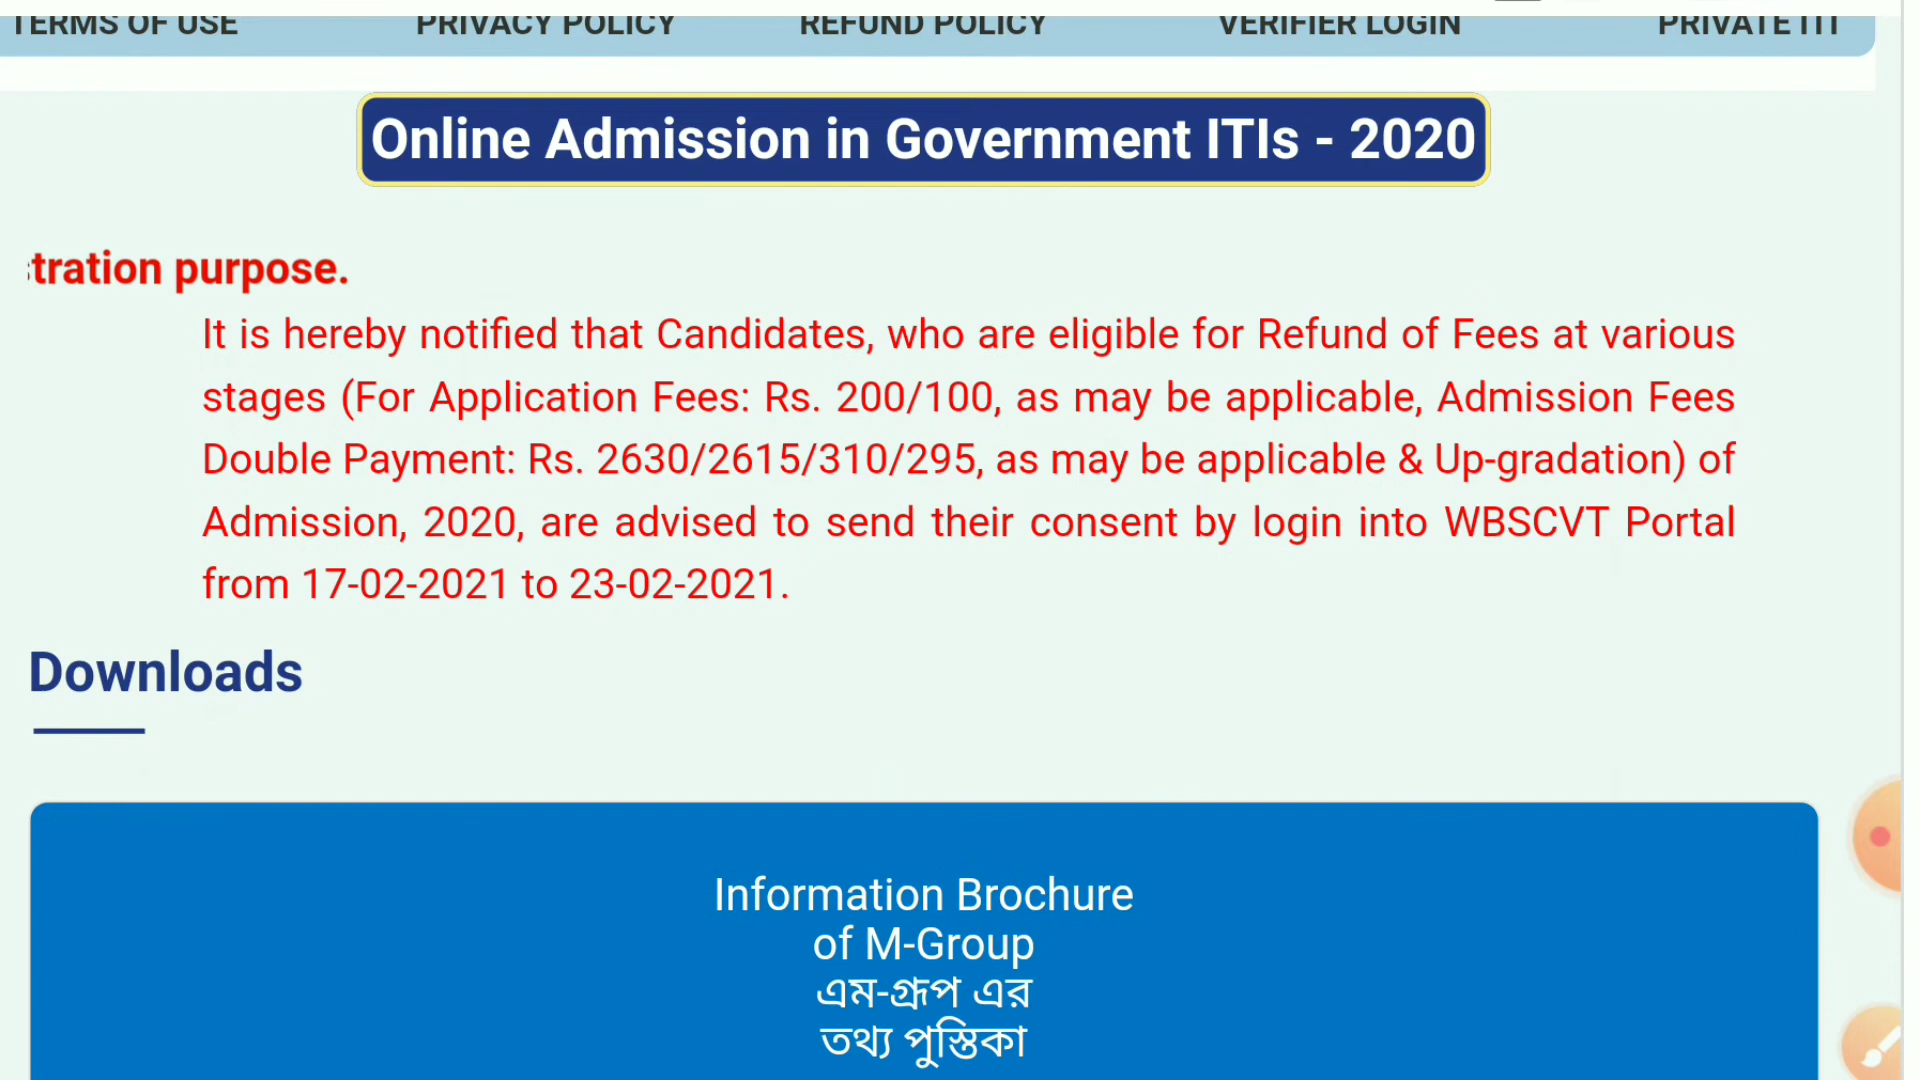 TERMS OF USE PRIVACY POLICY REFUND POLICY VERIFIER LOGIN PRIVATE ITI
Online Admission in Government ITIs - 2020
tration purpose.
It is hereby notified that Candidates, who are eligible for Refund of Fees at various
stages (For Application Fees: Rs. 200/100, as may be applicable, Admission Fees
Double Payment: Rs. 2630/2615/310/295, as may be applicable & Up-gradation) of
Admission, 2020, are advised to send their consent by login into WBSCVT Portal
from 17-02-2021 to 23-02-2021.
Downloads
Information Brochure
of M-Group
এম-গ্রূপ এর
তথ্য পুস্তিকা